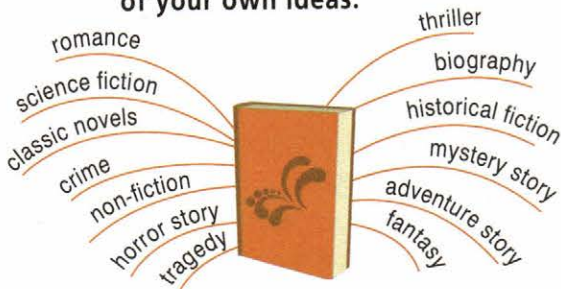 of your own ideas.
romance
science fiction
classic novels
crime
non-fiction
horror story
tragedy
thriller
biography
historical fiction
mystery story
adventure story
fantasy